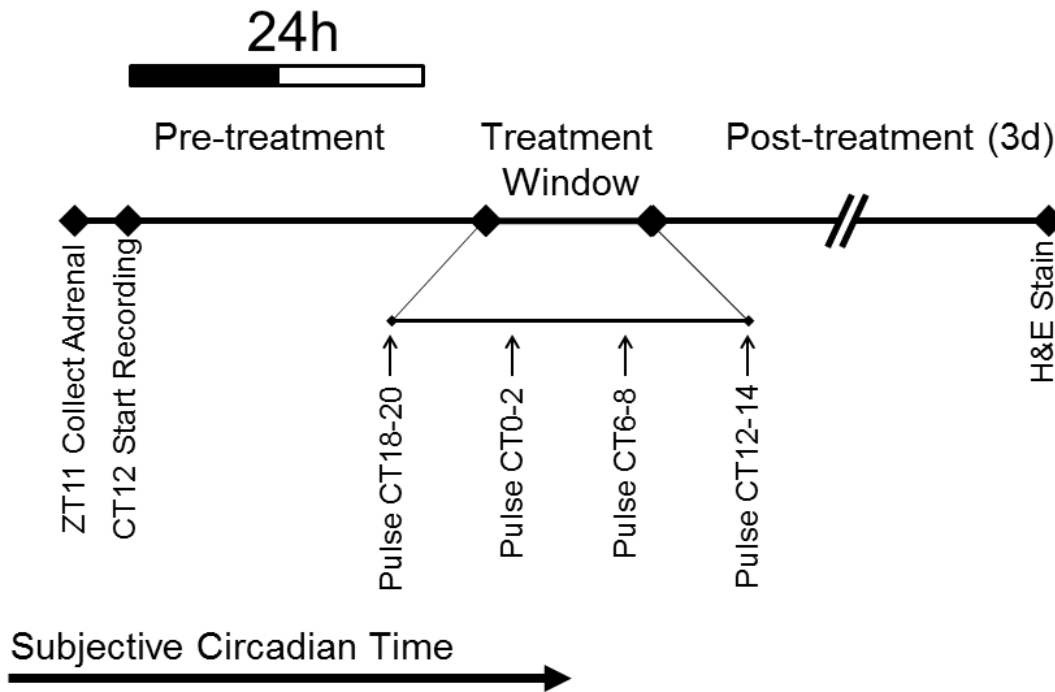 24h
Pre-treatment
Treatment
Window
Post-treatment (3d)
ZT11 Collect Adrenal
CT12 Start Recording
Pulse CT18-20
Pulse CT0-2
Pulse CT6-8
Pulse CT12-14
H&E Stain
Subjective Circadian Time